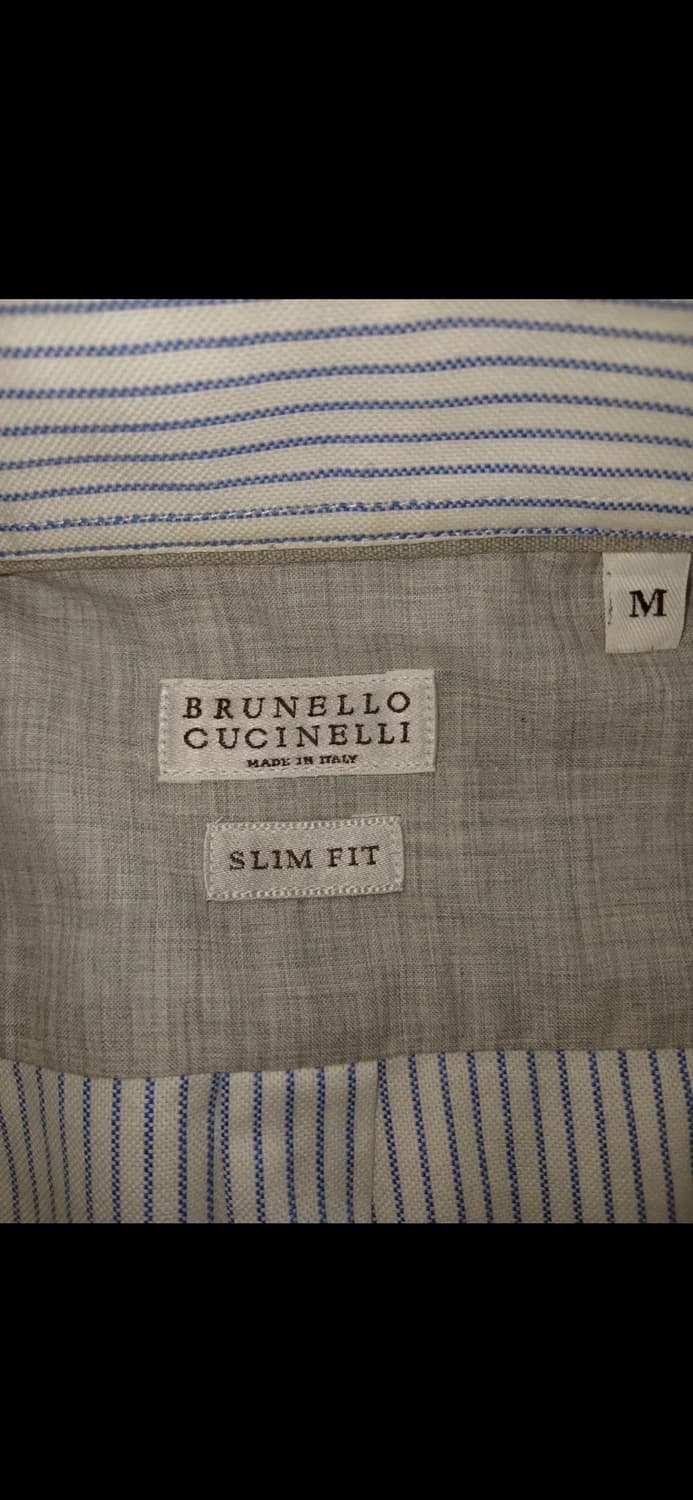 M
BRUNELLO
CUCINELLI
MADE IN ITALY
SLIM FIT